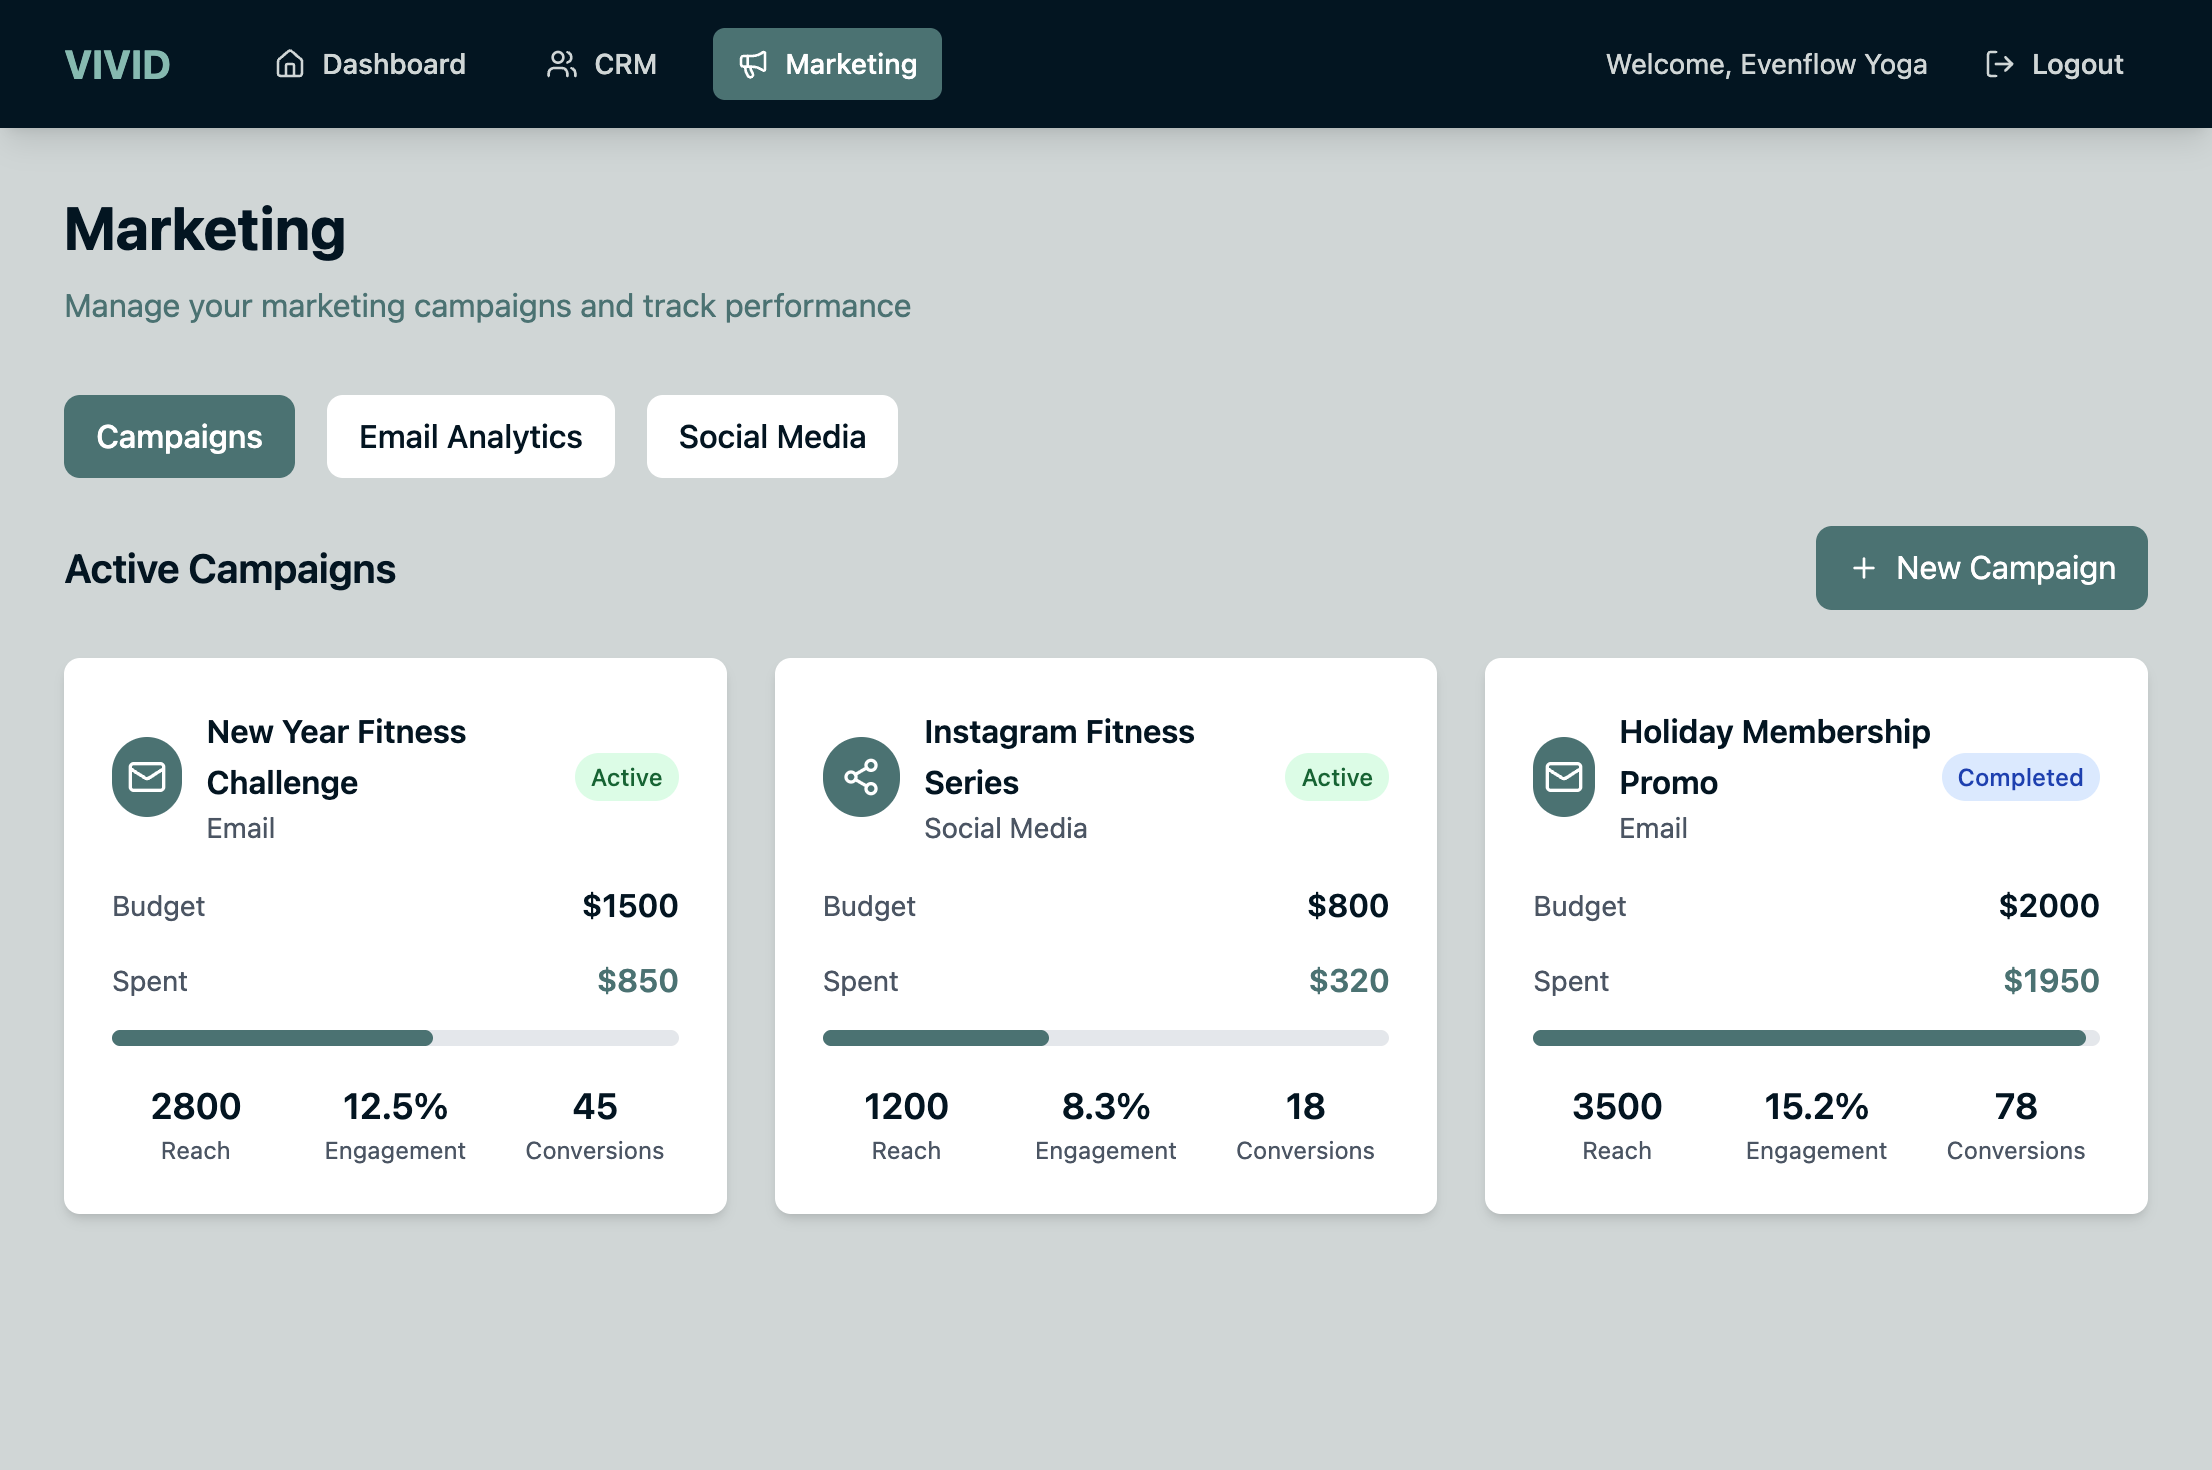 VIVID
Dashboard
CRM
Marketing
Welcome, Evenflow Yoga
Logout
Marketing
Manage your marketing campaigns and track performance
Campaigns
Email Analytics
Social Media
Active Campaigns
+ New Campaign
New Year Fitness
Challenge
Email
Active
Budget
$1500
Spent
$850
2800
Reach
12.5%
Engagement
45
Conversions
Instagram Fitness
Series
Social Media
Active
Budget
$800
Spent
$320
1200
Reach
8.3%
Engagement
18
Conversions
Holiday Membership
Promo
Email
Completed
Budget
$2000
Spent
$1950
3500
Reach
15.2%
Engagement
78
Conversions